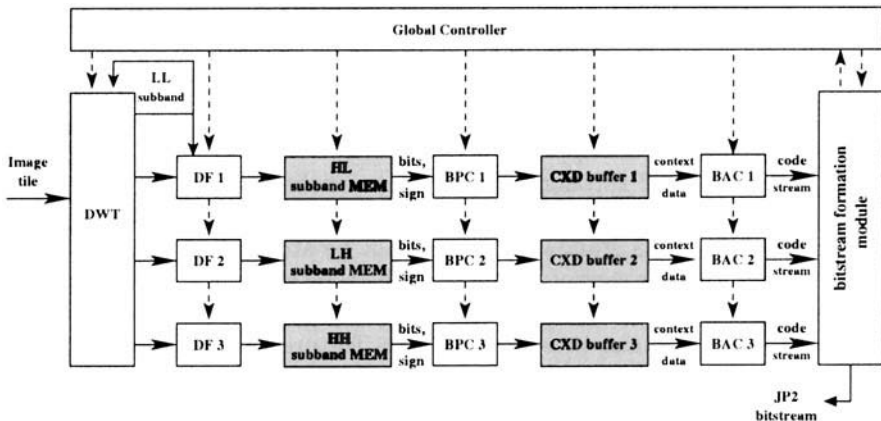 Global Controller
LL
subband
Image
tile
DWT
DF 1
HL
subband MEM
bits,
sign
BPC 1
CXD buffer 1
context
data
BAC 1
code
stream
DF 2
LH
subband MEM
bits,
sign
BPC 2
CXD buffer 2
context
data
BAC 2
code
stream
DF 3
HH
subband MEM
bits,
sign
BPC 3
CXD buffer 3
context
data
BAC 3
code
stream
bitstream formation
module
JP2
bitstream